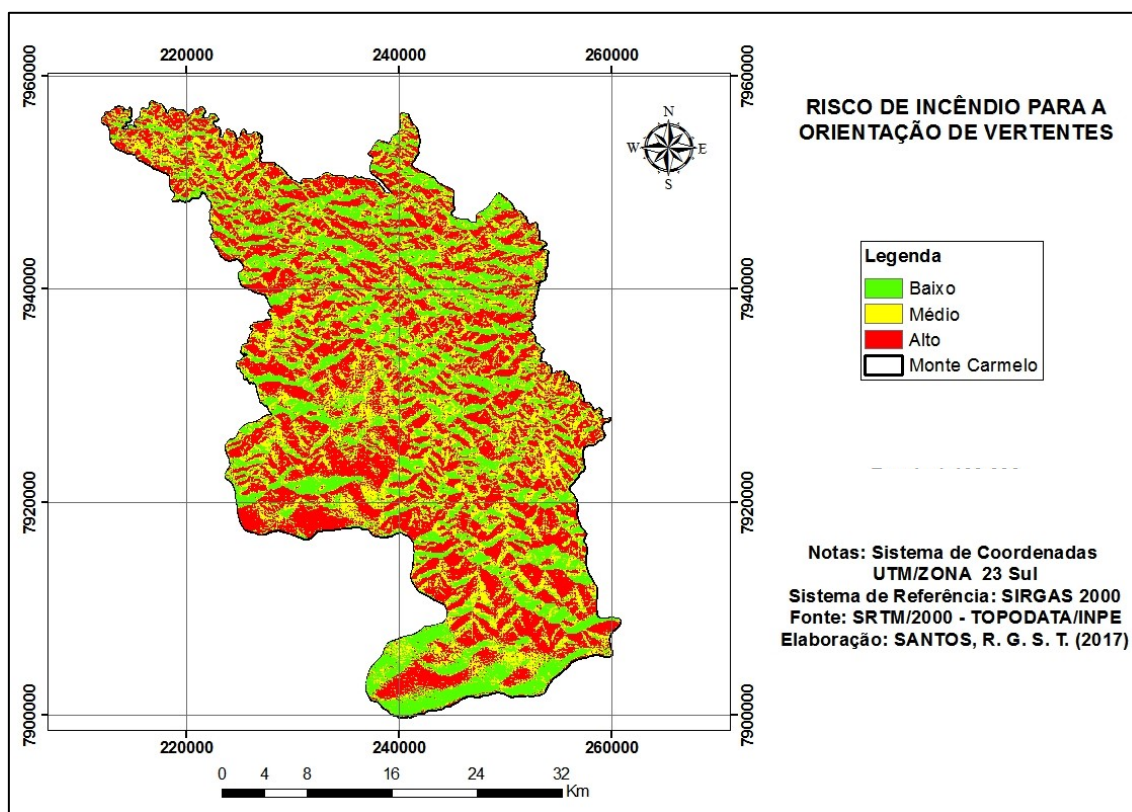 220000
240000
260000
7960000
7960000
RISCO DE INCÊNDIO PARA A
ORIENTAÇÃO DE VERTENTES
N
W
E
S
Legenda
Baixo
Médio
Alto
Monte Carmelo
7940000
7940000
7920000
7920000
Notas: Sistema de Coordenadas
UTM/ZONA 23 Sul
Sistema de Referência: SIRGAS 2000
Fonte: SRTM/2000 - TOPODATA/INPE
Elaboração: SANTOS, R. G. S. T. (2017)
7900000
7900000
220000
240000
260000
0 4 8 16 24 32
Km